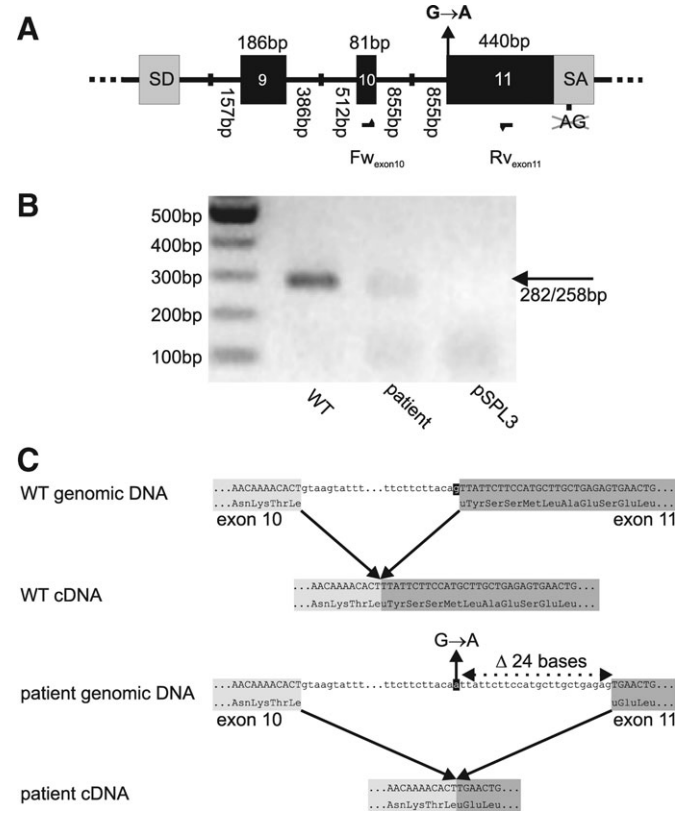 A
G→A
186bp
81bp
440bp
SD
9
10
11
SA
157bp
386bp
512bp
855bp
855bp
AG
Fwexon10
Rvexon11
B
500bp
400bp
300bp
200bp
100bp
282/258bp
WT
patient
pSPL3
C
WT genomic DNA
...AACAAAACACTgtaagtattt...ttcttcttacagTTATTCTTCCATGCTTGCTGAGAGTGAACTG...
...AsnLysThrLe
uTyrSerSerMetLeuAlaGluSerGluLeu...
exon 10
exon 11
WT cDNA
...AACAAAACACTTTATTCTTCCATGCTTGCTGAGAGTGAACTG...
...AsnLysThrLeuTyrSerSerMetLeuAlaGluSerGluLeu...
G→A
Δ 24 bases
patient genomic DNA
...AACAAAACACTgtaagtattt...ttcttcttacaattattcttccatgcttgctgagagTGAACTG...
...AsnLysThrLe
uGluLeu...
exon 10
exon 11
patient cDNA
...AACAAAACACTTGAACTG...
...AsnLysThrLeuGluLeu...